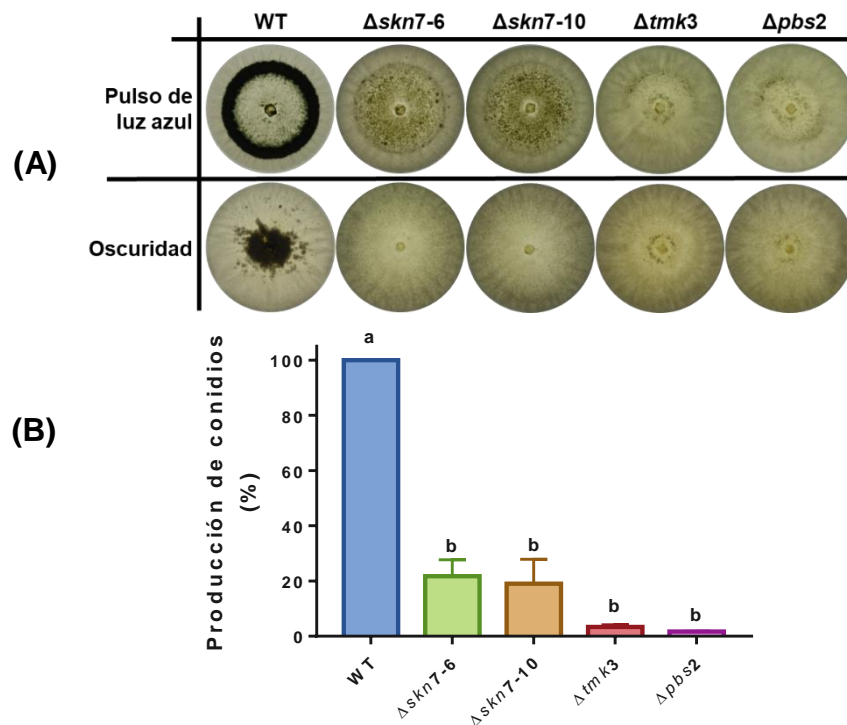 WT Δskn7-6 Δskn7-10 Δtmk3 Δpbs2
Pulso de
luz azul
(A)
Oscuridad
(B)
Producción de conidios
(%)
100
80
60
40
20
0
a
b
b
b
b
WT
Δskn7-6
Δskn7-10
Δtmk3
Δpbs2